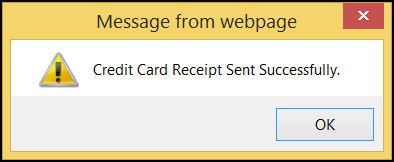 Message from webpage
Credit Card Receipt Sent Successfully.
OK